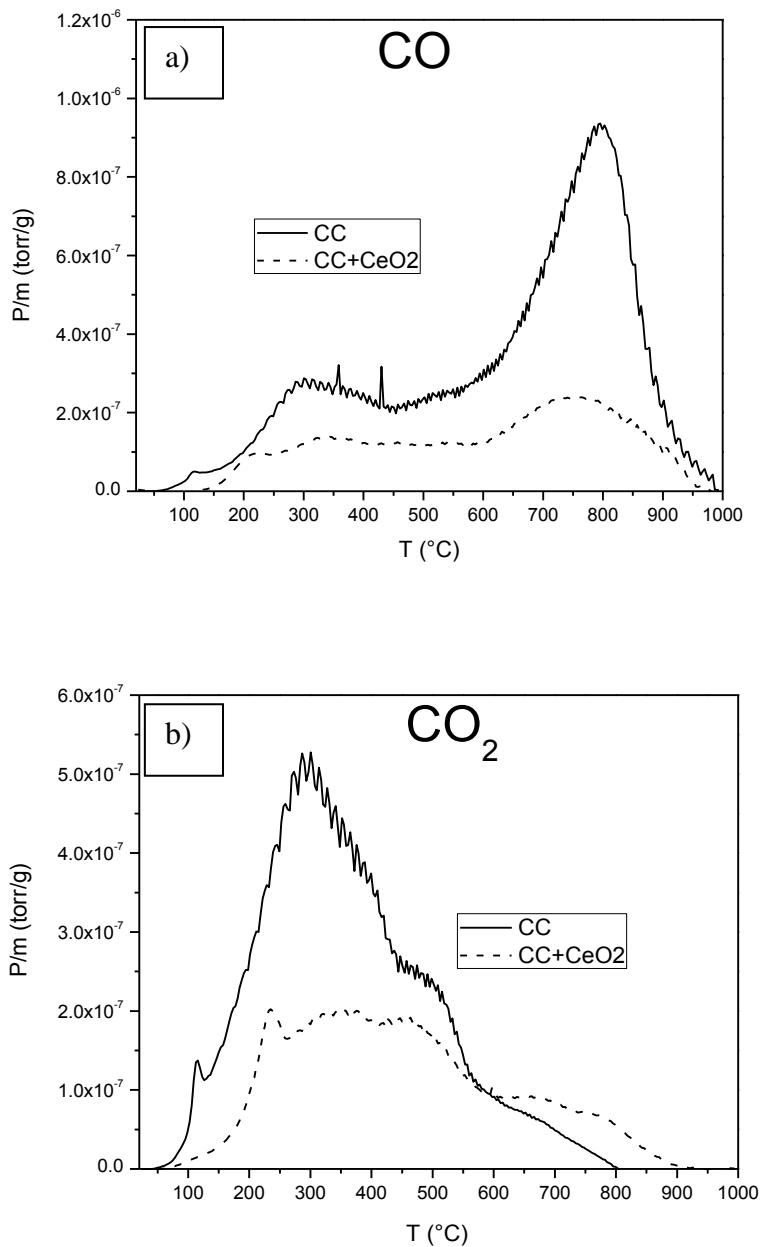 a)
CO
1.2x10⁻⁶
1.0x10⁻⁶
8.0x10⁻⁷
6.0x10⁻⁷
4.0x10⁻⁷
2.0x10⁻⁷
0.0
P/m (torr/g)
CC
CC+CeO2
100 200 300 400 500 600 700 800 900 1000
T (°C)
b)
CO₂
6.0x10⁻⁷
5.0x10⁻⁷
4.0x10⁻⁷
3.0x10⁻⁷
2.0x10⁻⁷
1.0x10⁻⁷
0.0
P/m (torr/g)
CC
CC+CeO2
100 200 300 400 500 600 700 800 900 1000
T (°C)